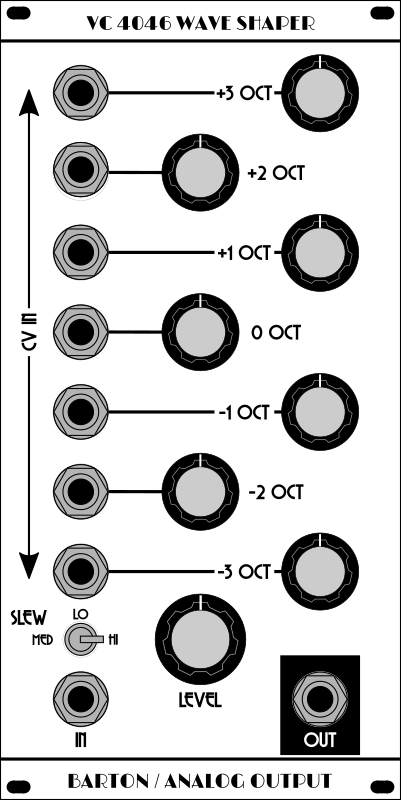 VC 4046 WAVE SHAPER
+3 OCT
+2 OCT
+1 OCT
CV IN
0 OCT
-1 OCT
-2 OCT
-3 OCT
SLEW
LO
MED
HI
LEVEL
IN
OUT
BARTON / ANALOG OUTPUT